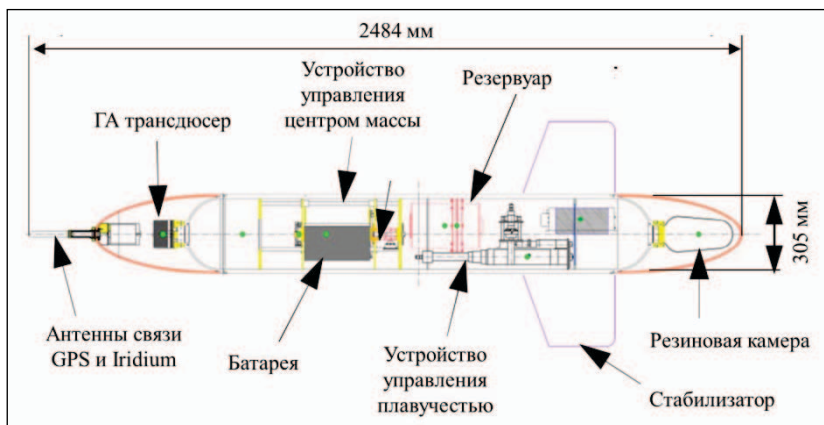 2484 мм
Устройство
управления
центром массы
Резервуар
ГА трансдюсер
305 мм
Антенны связи
GPS и Iridium
Батарея
Устройство
управления
плавучестью
Резиновая камера
Стабилизатор